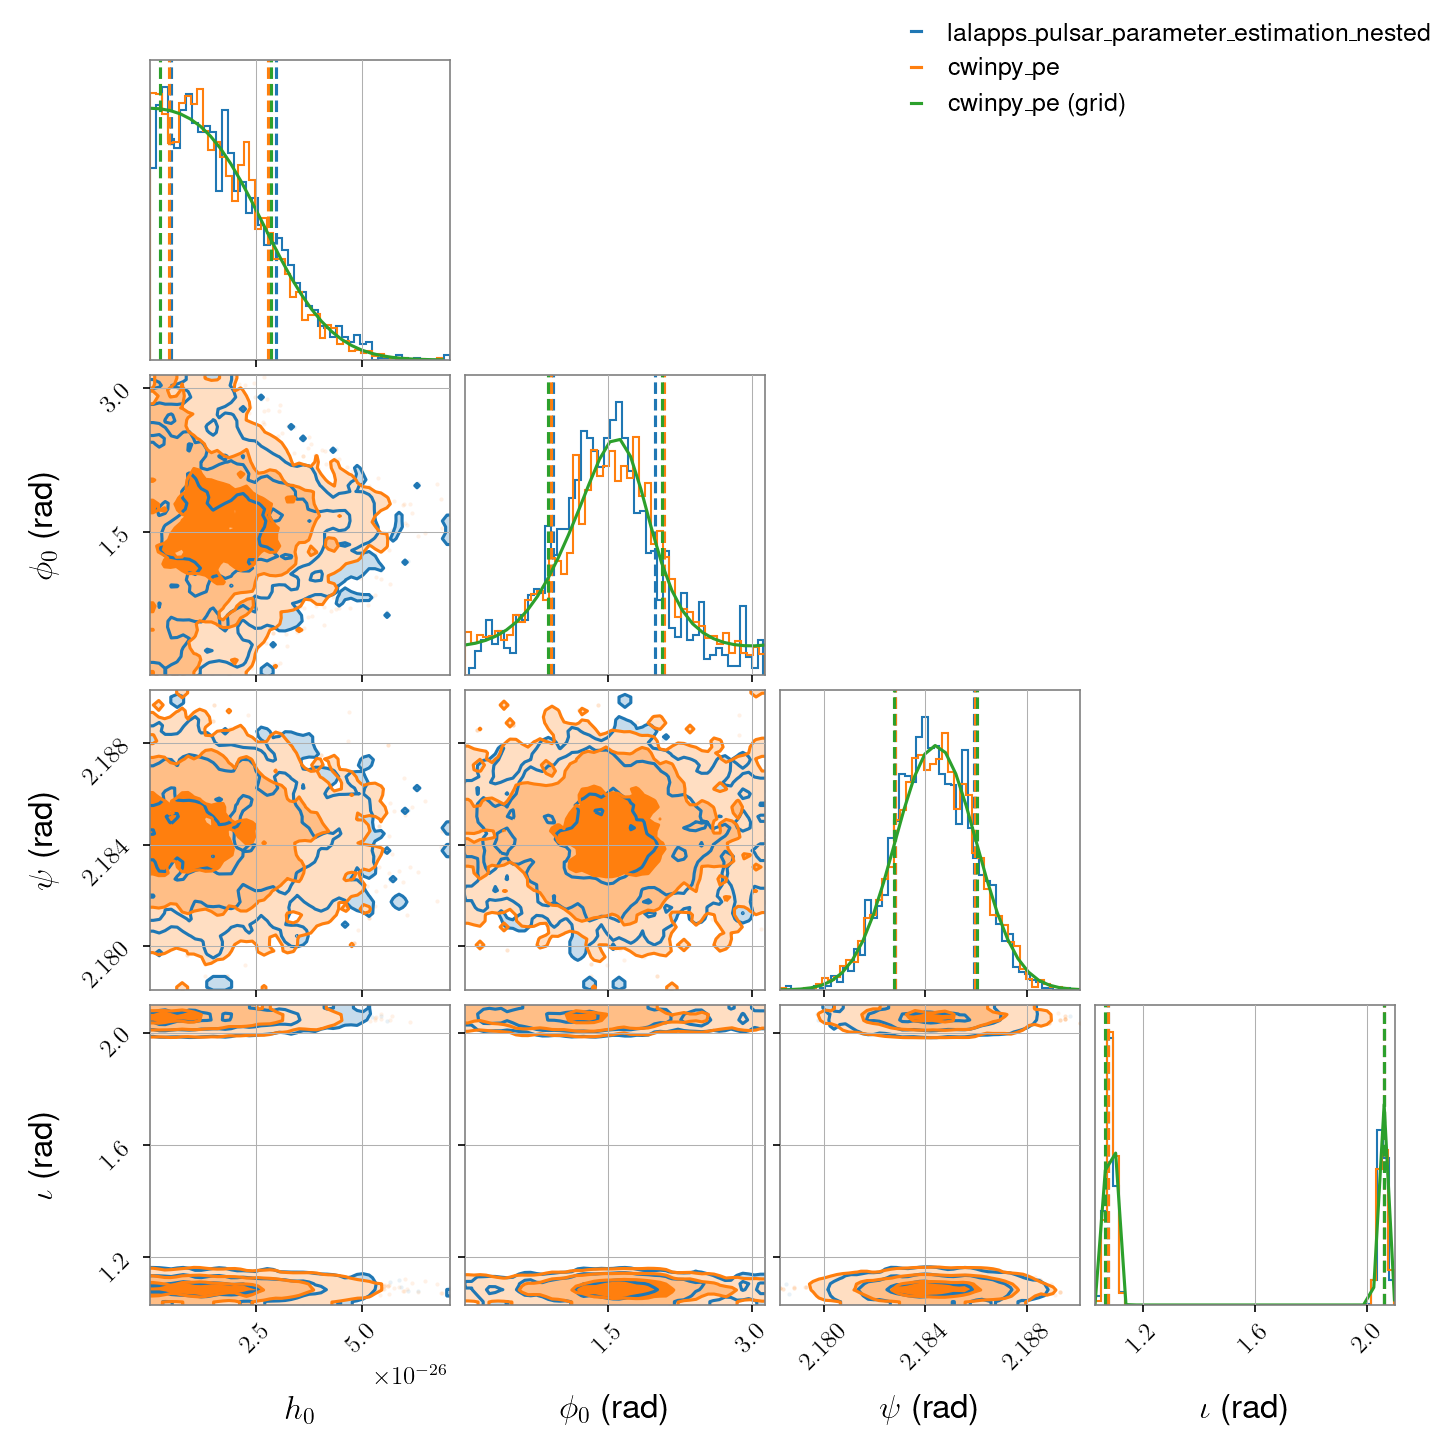 lalapps_pulsar_parameter_estimation_nested
cwinpy_pe
cwinpy_pe (grid)
3.0
1.5
ϕ₀ (rad)
2.188
2.184
2.180
ψ (rad)
2.0
1.6
1.2
ι (rad)
2.5 5.0 1.5 3.0 2.180 2.184 2.188 1.2 1.6 2.0
×10⁻²⁶
h₀ ϕ₀ (rad) ψ (rad) ι (rad)